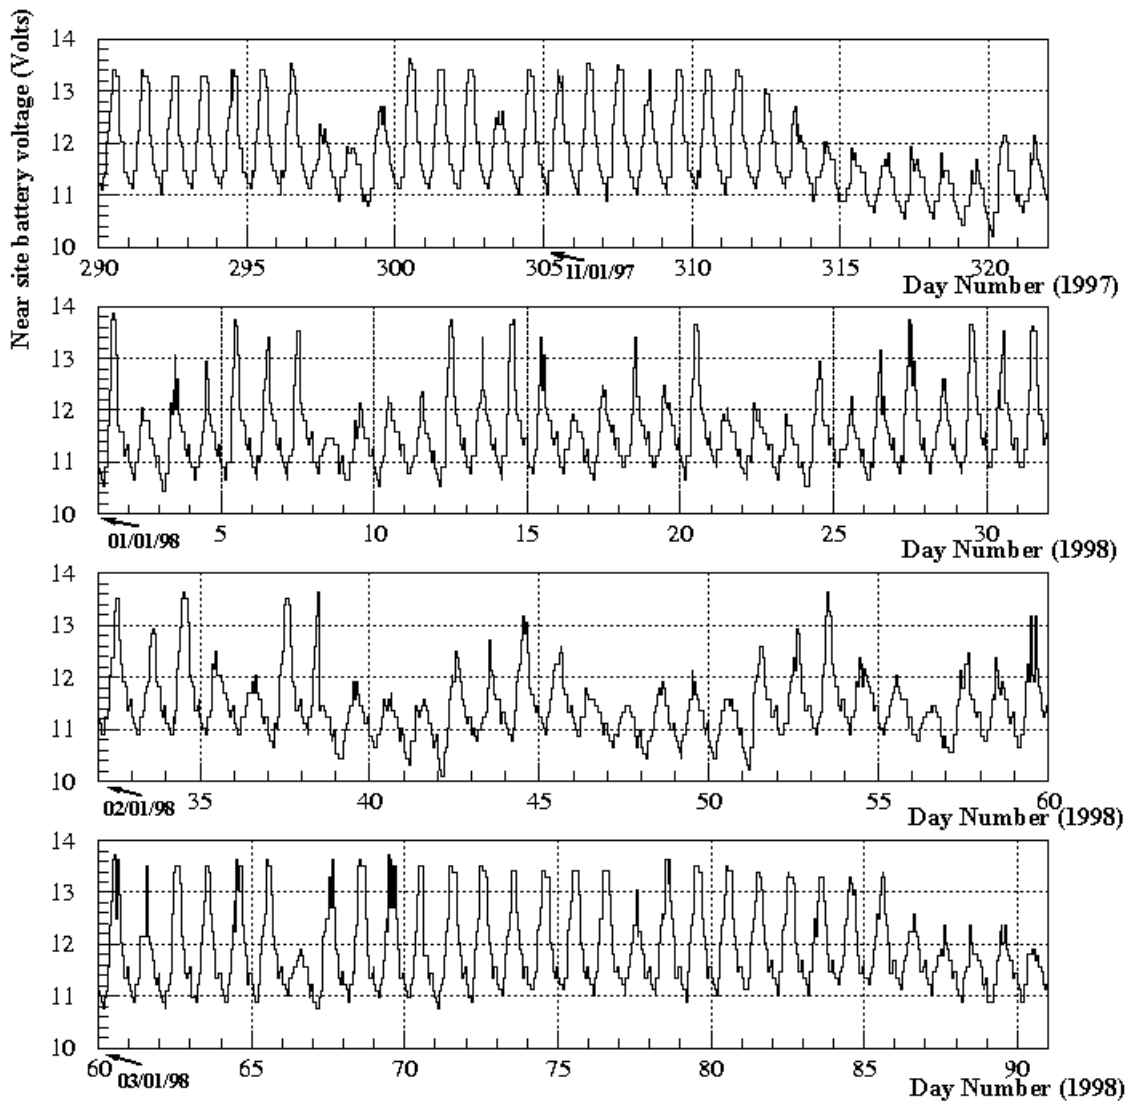 Near site battery voltage (Volts)
14
13
12
11
10
290 295 300 305 310 315 320
11/01/97
Day Number (1997)
14
13
12
11
10
5 10 15 20 25 30
01/01/98
Day Number (1998)
14
13
12
11
10
35 40 45 50 55 60
02/01/98
Day Number (1998)
14
13
12
11
10
60 65 70 75 80 85 90
03/01/98
Day Number (1998)